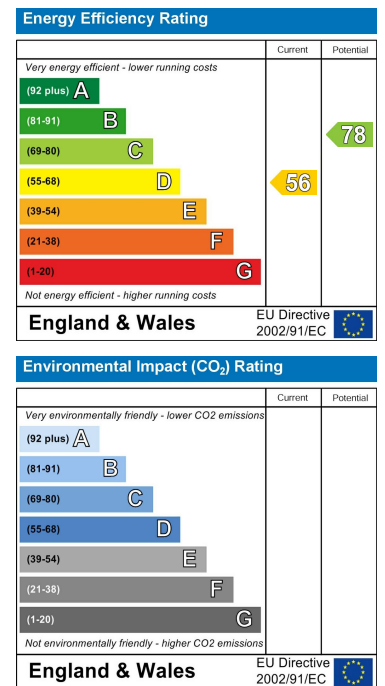 Energy Efficiency Rating
Current Potential
Very energy efficient - lower running costs
(92 plus) A
(81-91) B
(69-80) C
(55-68) D
(39-54) E
(21-38) F
(1-20) G
78
56
Not energy efficient - higher running costs
England & Wales
EU Directive
2002/91/EC
Environmental Impact (CO₂) Rating
Current Potential
Very environmentally friendly - lower CO2 emissions
(92 plus) A
(81-91) B
(69-80) C
(55-68) D
(39-54) E
(21-38) F
(1-20) G
Not environmentally friendly - higher CO2 emissions
England & Wales
EU Directive
2002/91/EC